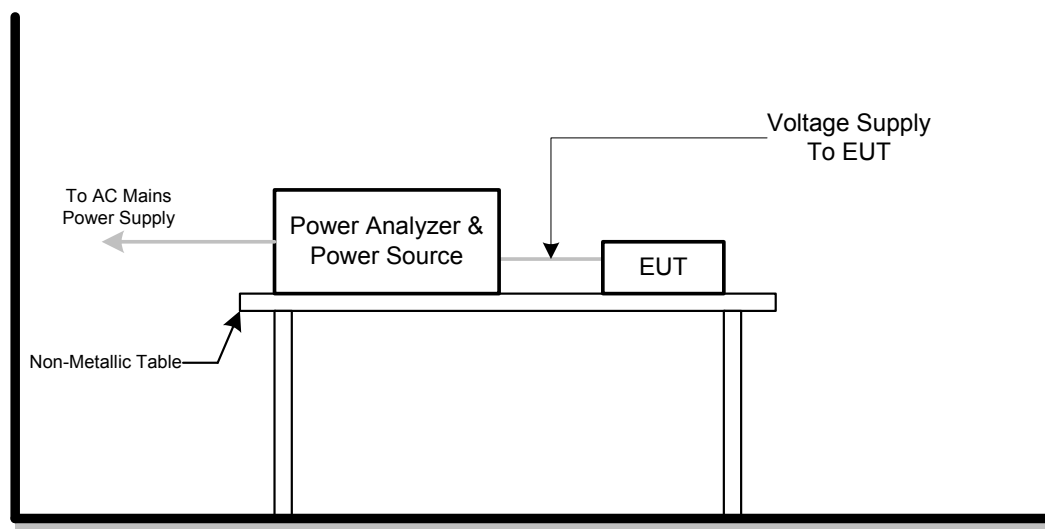 Voltage Supply
To EUT
To AC Mains
Power Supply
Power Analyzer &
Power Source
EUT
Non-Metallic Table